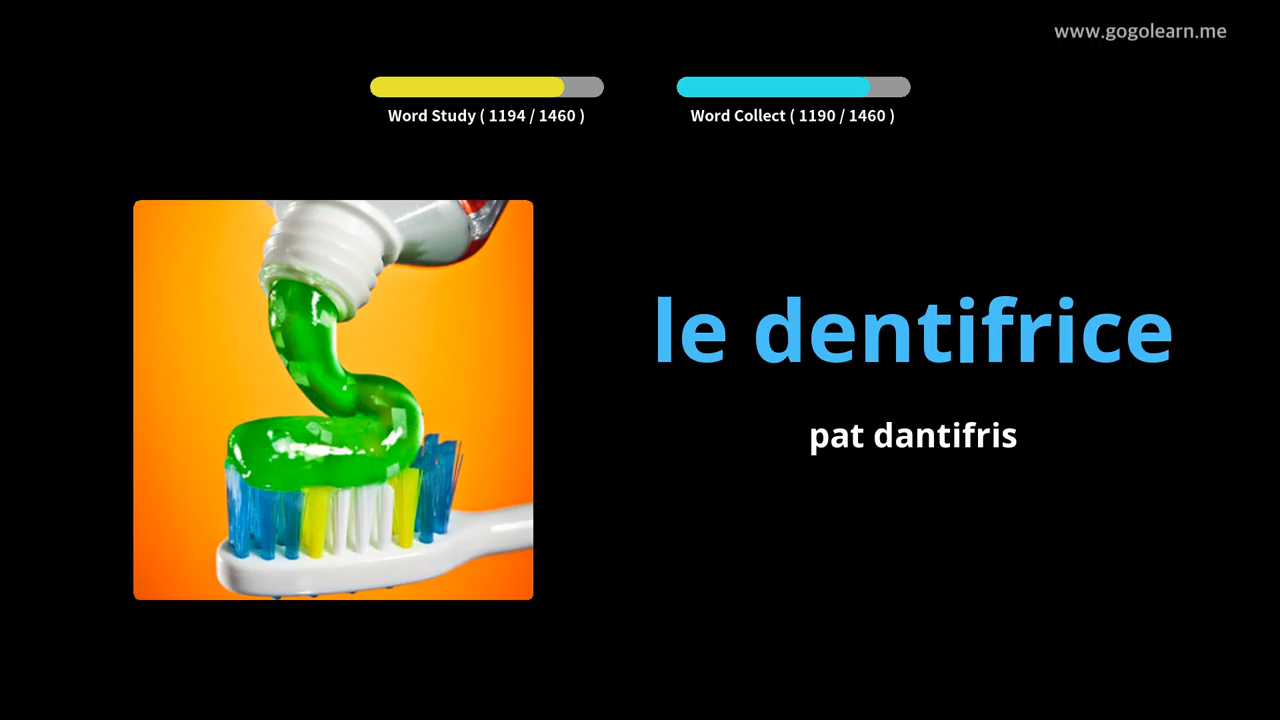 www.gogolearn.me
Word Study ( 1194 / 1460 )
Word Collect ( 1190 / 1460 )
le dentifrice
pat dantifris